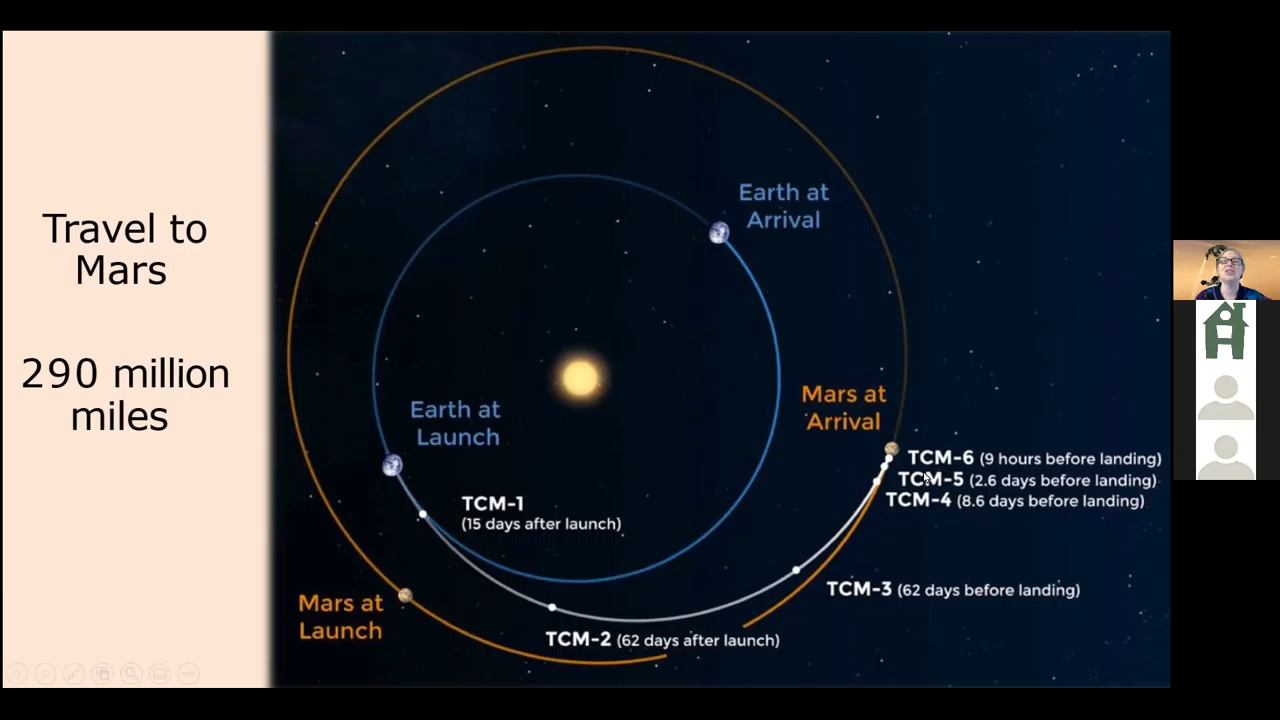 Travel to
Mars
290 million
miles
Earth at
Arrival
Mars at
Arrival
Earth at
Launch
TCM-6 (9 hours before landing)
TCM-5 (2.6 days before landing)
TCM-4 (8.6 days before landing)
TCM-1
(15 days after launch)
TCM-3 (62 days before landing)
Mars at
Launch
TCM-2 (62 days after launch)